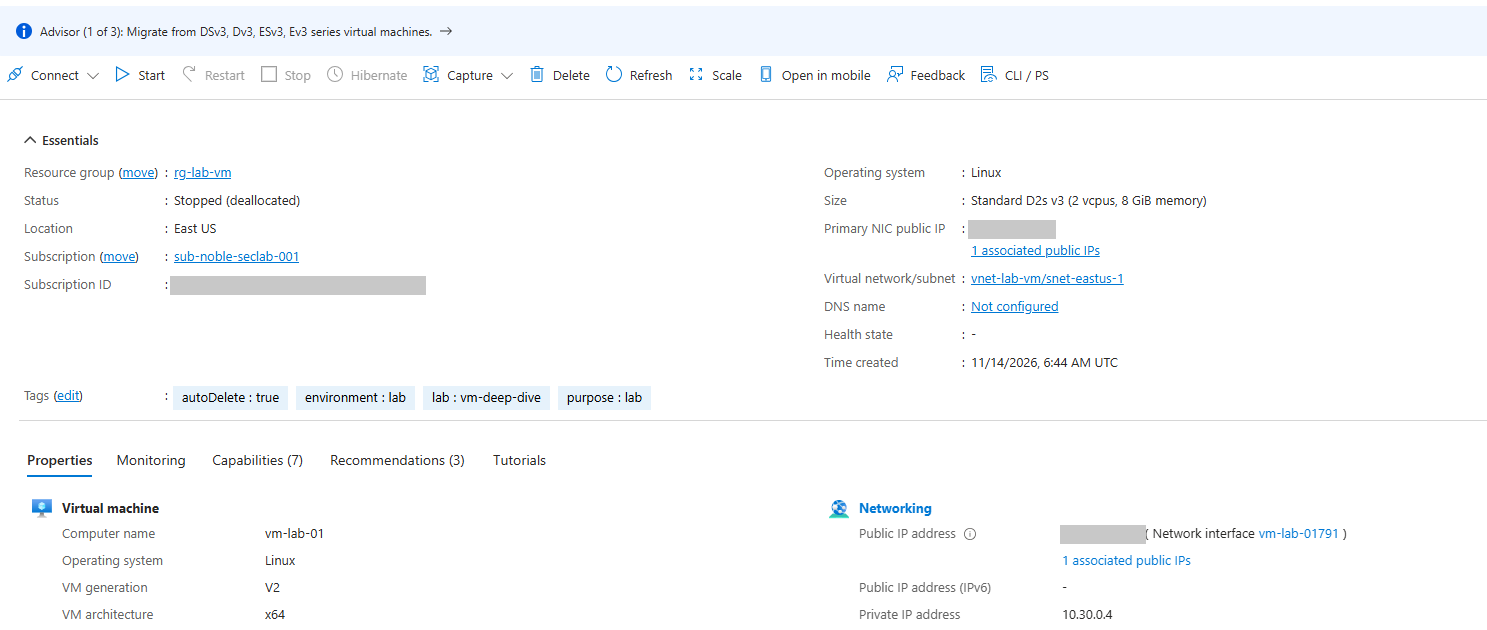 Advisor (1 of 3): Migrate from DSv3, Dv3, ESv3, Ev3 series virtual machines. →
Connect Start Restart Stop Hibernate Capture Delete Refresh Scale Open in mobile Feedback CLI / PS
Essentials
Resource group (move) : rg-lab-vm
Status : Stopped (deallocated)
Location : East US
Subscription (move) : sub-noble-seclab-001
Subscription ID :
Operating system : Linux
Size : Standard D2s v3 (2 vcpus, 8 GiB memory)
Primary NIC public IP :
1 associated public IPs
Virtual network/subnet : vnet-lab-vm/snet-eastus-1
DNS name : Not configured
Health state : -
Time created : 11/14/2026, 6:44 AM UTC
Tags (edit) : autoDelete : true environment : lab lab : vm-deep-dive purpose : lab
Properties Monitoring Capabilities (7) Recommendations (3) Tutorials
Virtual machine
Computer name vm-lab-01
Operating system Linux
VM generation V2
VM architecture x64
Networking
Public IP address ( Network interface vm-lab-01791 )
1 associated public IPs
Public IP address (IPv6) -
Private IP address 10.30.0.4